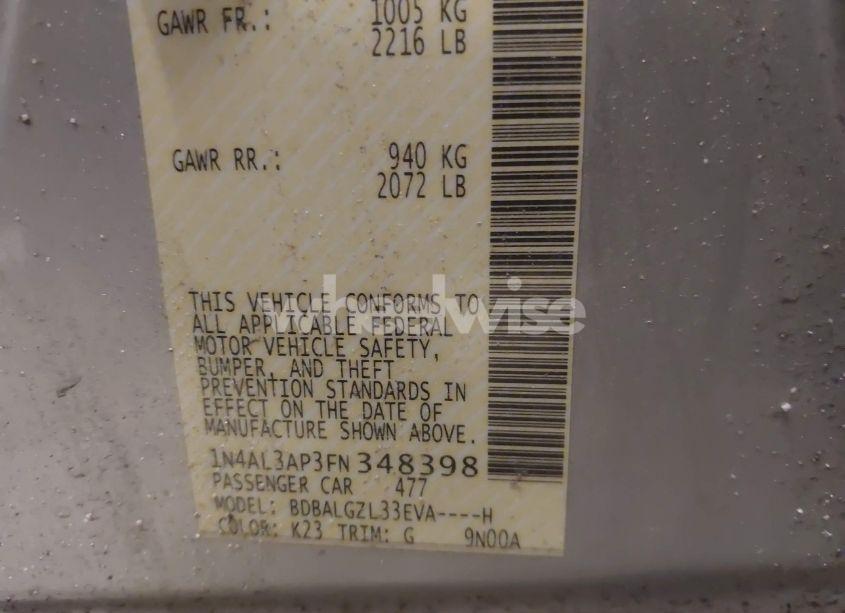 GAWR FR.: 1005 KG
2216 LB
GAWR RR.: 940 KG
2072 LB
wheelwise
THIS VEHICLE CONFORMS TO
ALL APPLICABLE FEDERAL
MOTOR VEHICLE SAFETY,
BUMPER, AND THEFT
PREVENTION STANDARDS IN
EFFECT ON THE DATE OF
MANUFACTURE SHOWN ABOVE.
1N4AL3AP3FN348398
PASSENGER CAR 477
MODEL: BDBALGZL33EVA----H
COLOR: K23 TRIM: G 9N00A